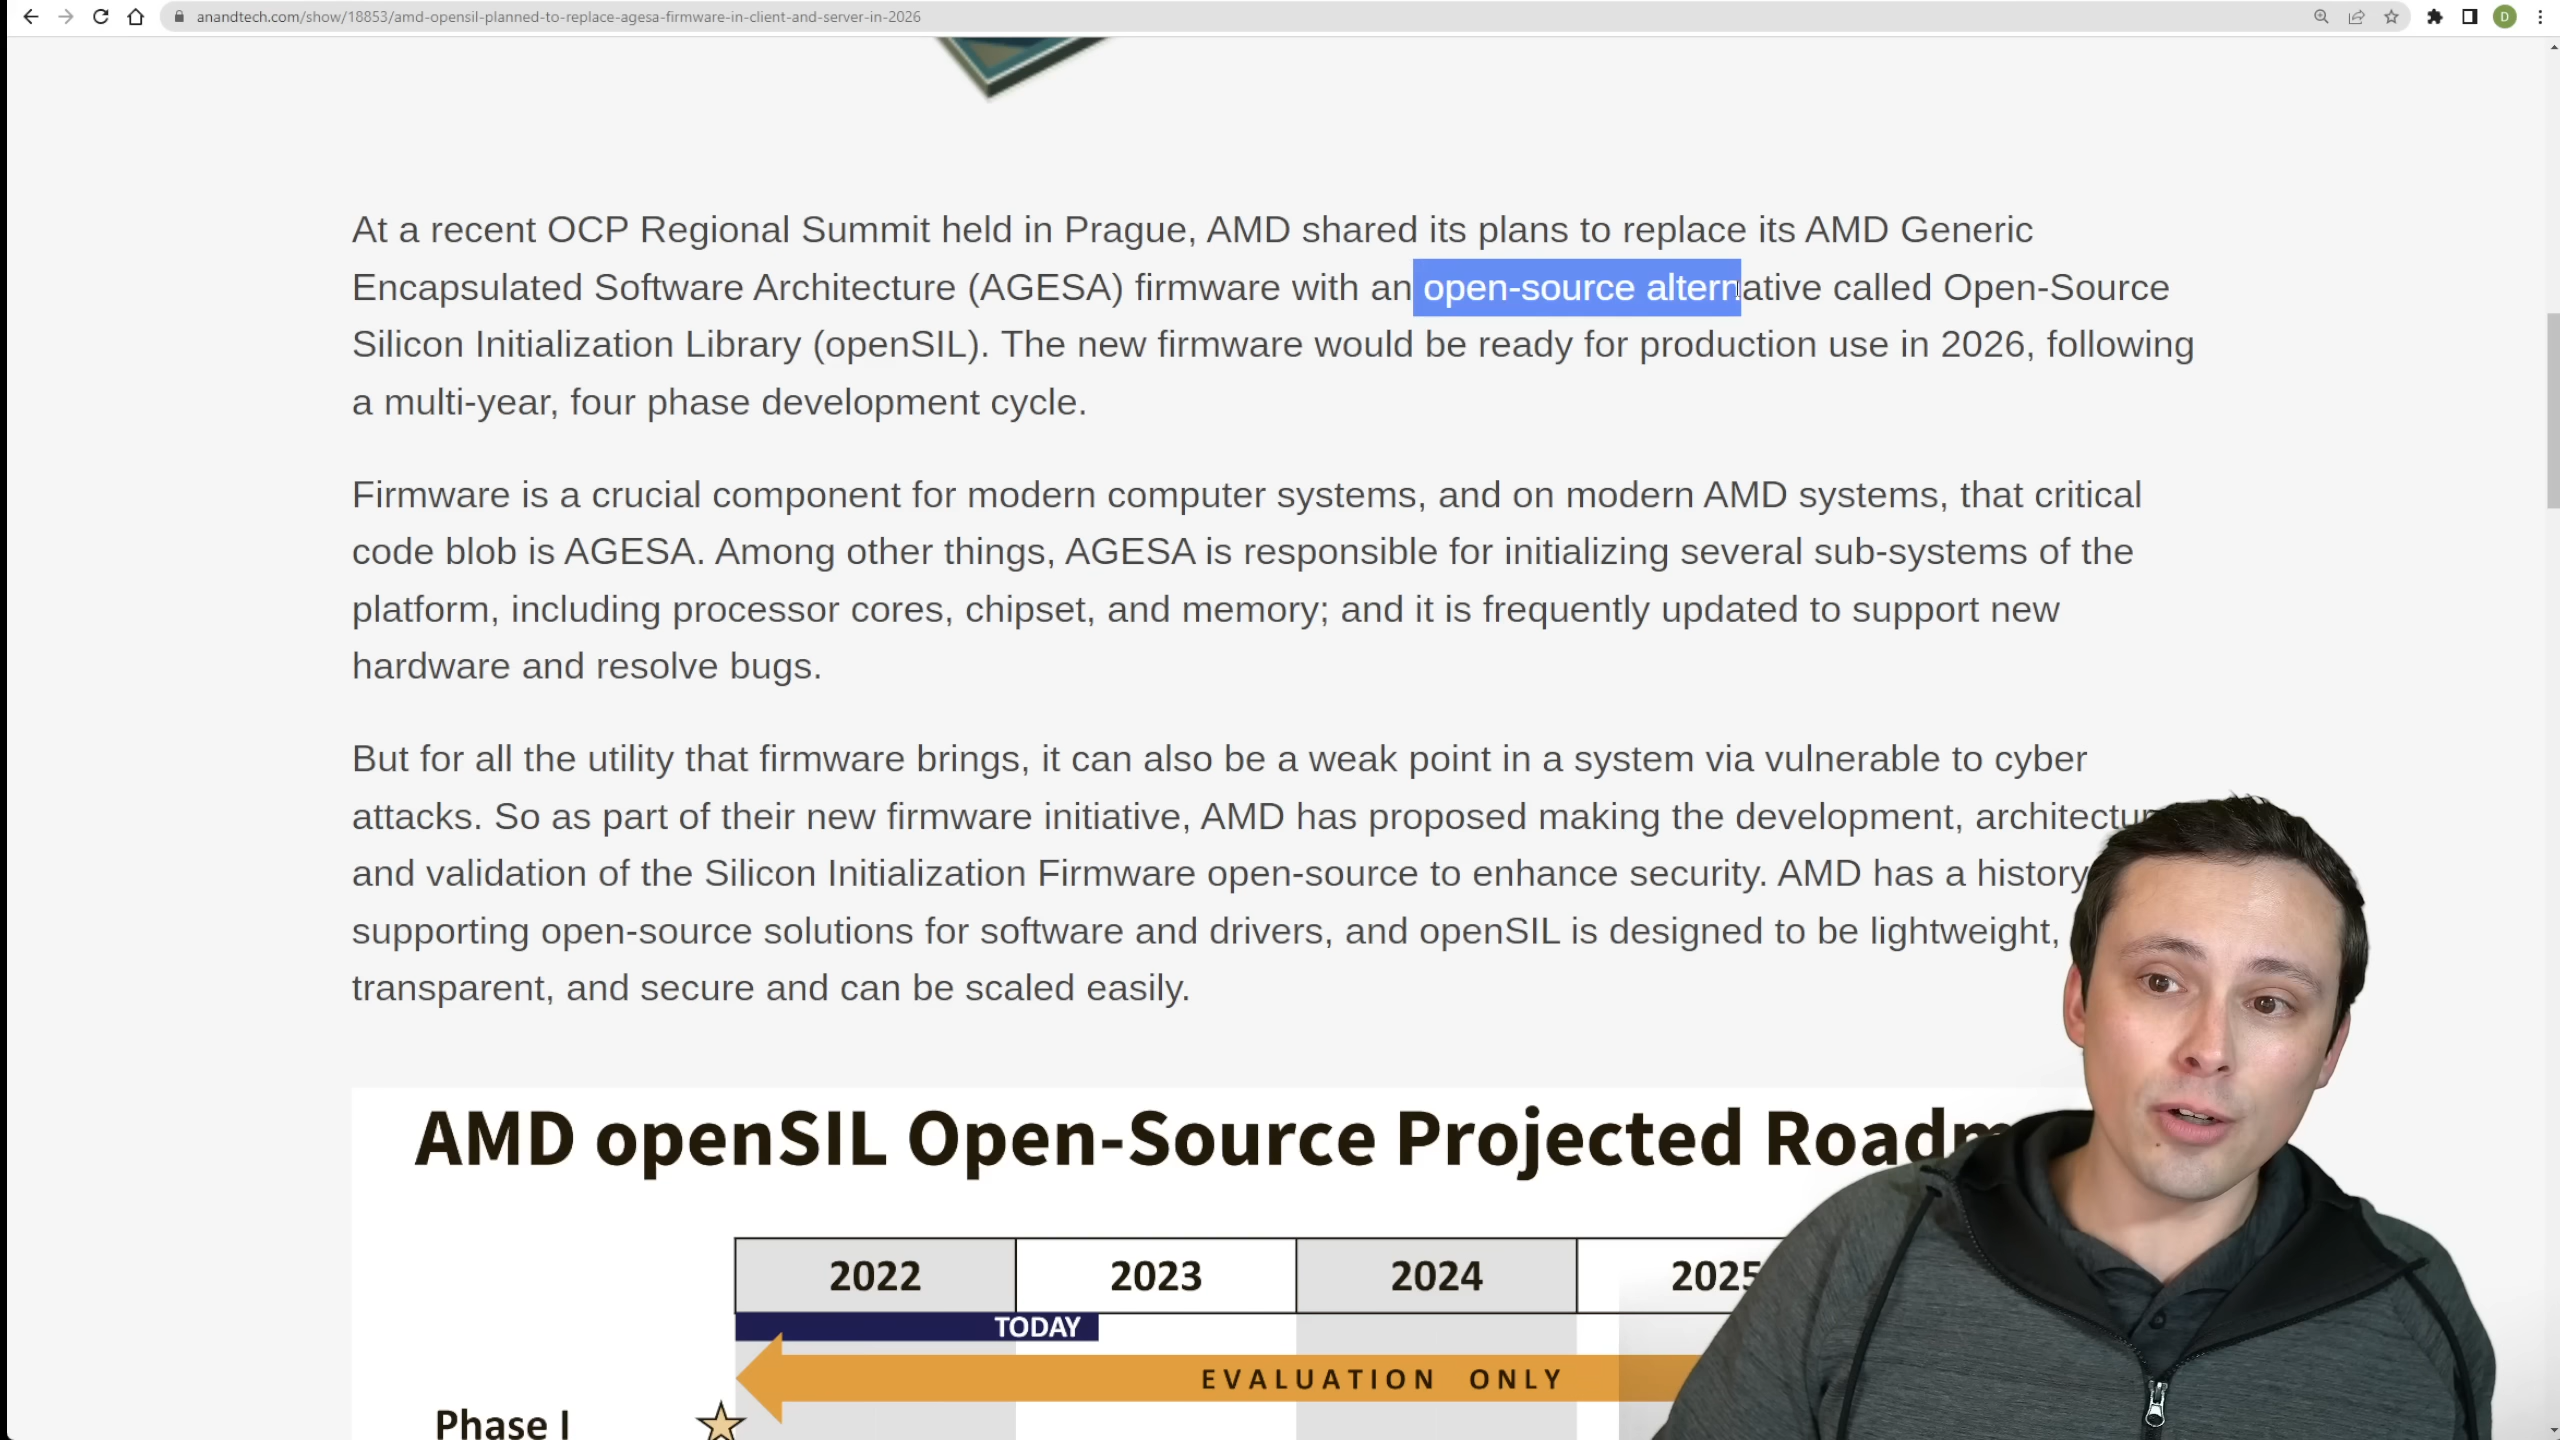 anandtech.com/show/18853/amd-opensil-planned-to-replace-agesa-firmware-in-client-and-server-in-2026
D
At a recent OCP Regional Summit held in Prague, AMD shared its plans to replace its AMD Generic
Encapsulated Software Architecture (AGESA) firmware with an open-source alternative called Open-Source
Silicon Initialization Library (openSIL). The new firmware would be ready for production use in 2026, following
a multi-year, four phase development cycle.
Firmware is a crucial component for modern computer systems, and on modern AMD systems, that critical
code blob is AGESA. Among other things, AGESA is responsible for initializing several sub-systems of the
platform, including processor cores, chipset, and memory; and it is frequently updated to support new
hardware and resolve bugs.
But for all the utility that firmware brings, it can also be a weak point in a system via vulnerable to cyber
attacks. So as part of their new firmware initiative, AMD has proposed making the development, architectur
and validation of the Silicon Initialization Firmware open-source to enhance security. AMD has a history
supporting open-source solutions for software and drivers, and openSIL is designed to be lightweight,
transparent, and secure and can be scaled easily.
AMD openSIL Open-Source Projected Roadm
2022 2023 2024 2025
TODAY
EVALUATION ONLY
Phase I